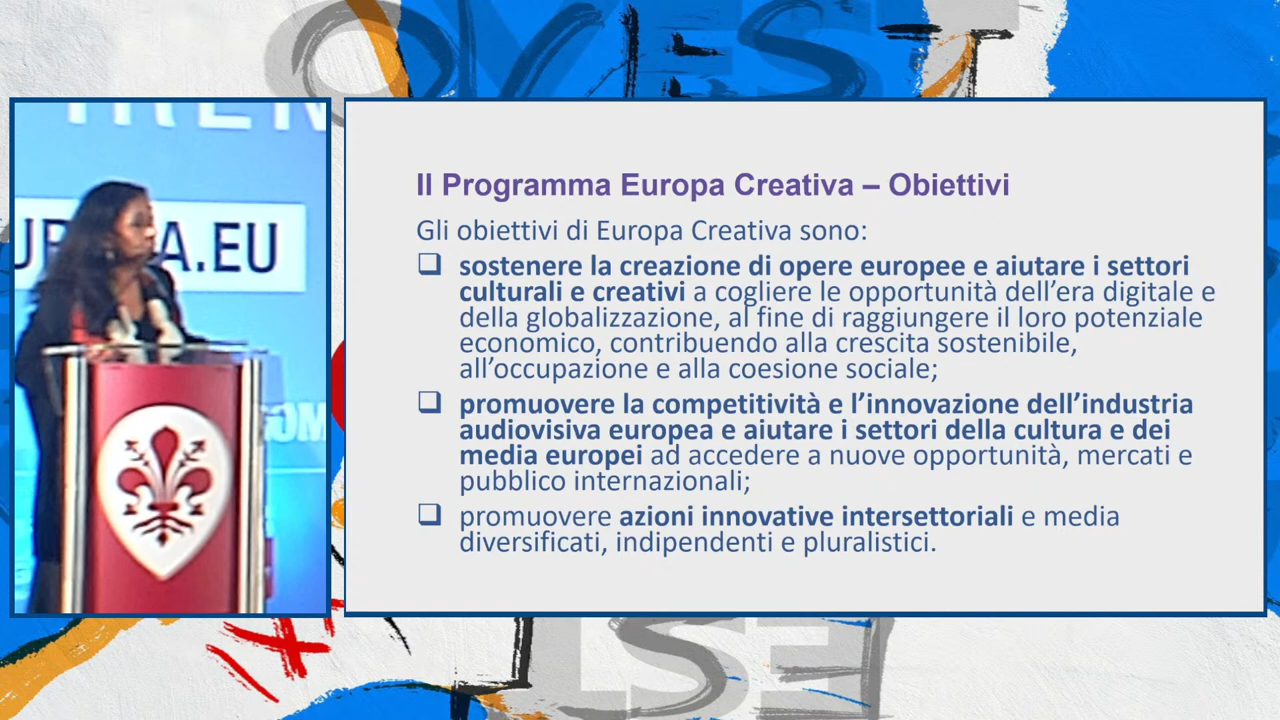 UR
A.EU
Il Programma Europa Creativa – Obiettivi
Gli obiettivi di Europa Creativa sono:
❑ sostenere la creazione di opere europee e aiutare i settori
culturali e creativi a cogliere le opportunità dell’era digitale e
della globalizzazione, al fine di raggiungere il loro potenziale
economico, contribuendo alla crescita sostenibile,
all’occupazione e alla coesione sociale;
❑ promuovere la competitività e l’innovazione dell’industria
audiovisiva europea e aiutare i settori della cultura e dei
media europei ad accedere a nuove opportunità, mercati e
pubblico internazionali;
❑ promuovere azioni innovative intersettoriali e media
diversificati, indipendenti e pluralistici.